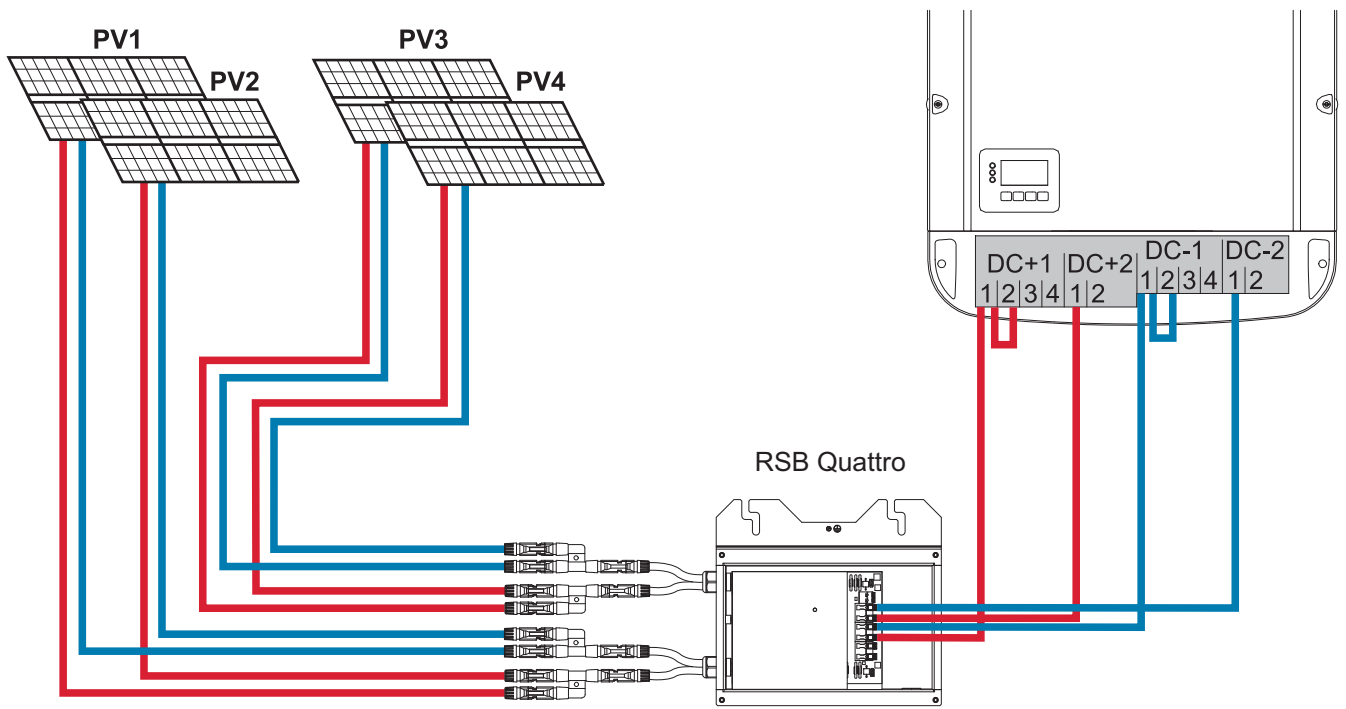 PV1
PV2
PV3
PV4
DC+1 DC+2 DC-1 DC-2
1 2 3 4 1 2 1 2 3 4 1 2
RSB Quattro